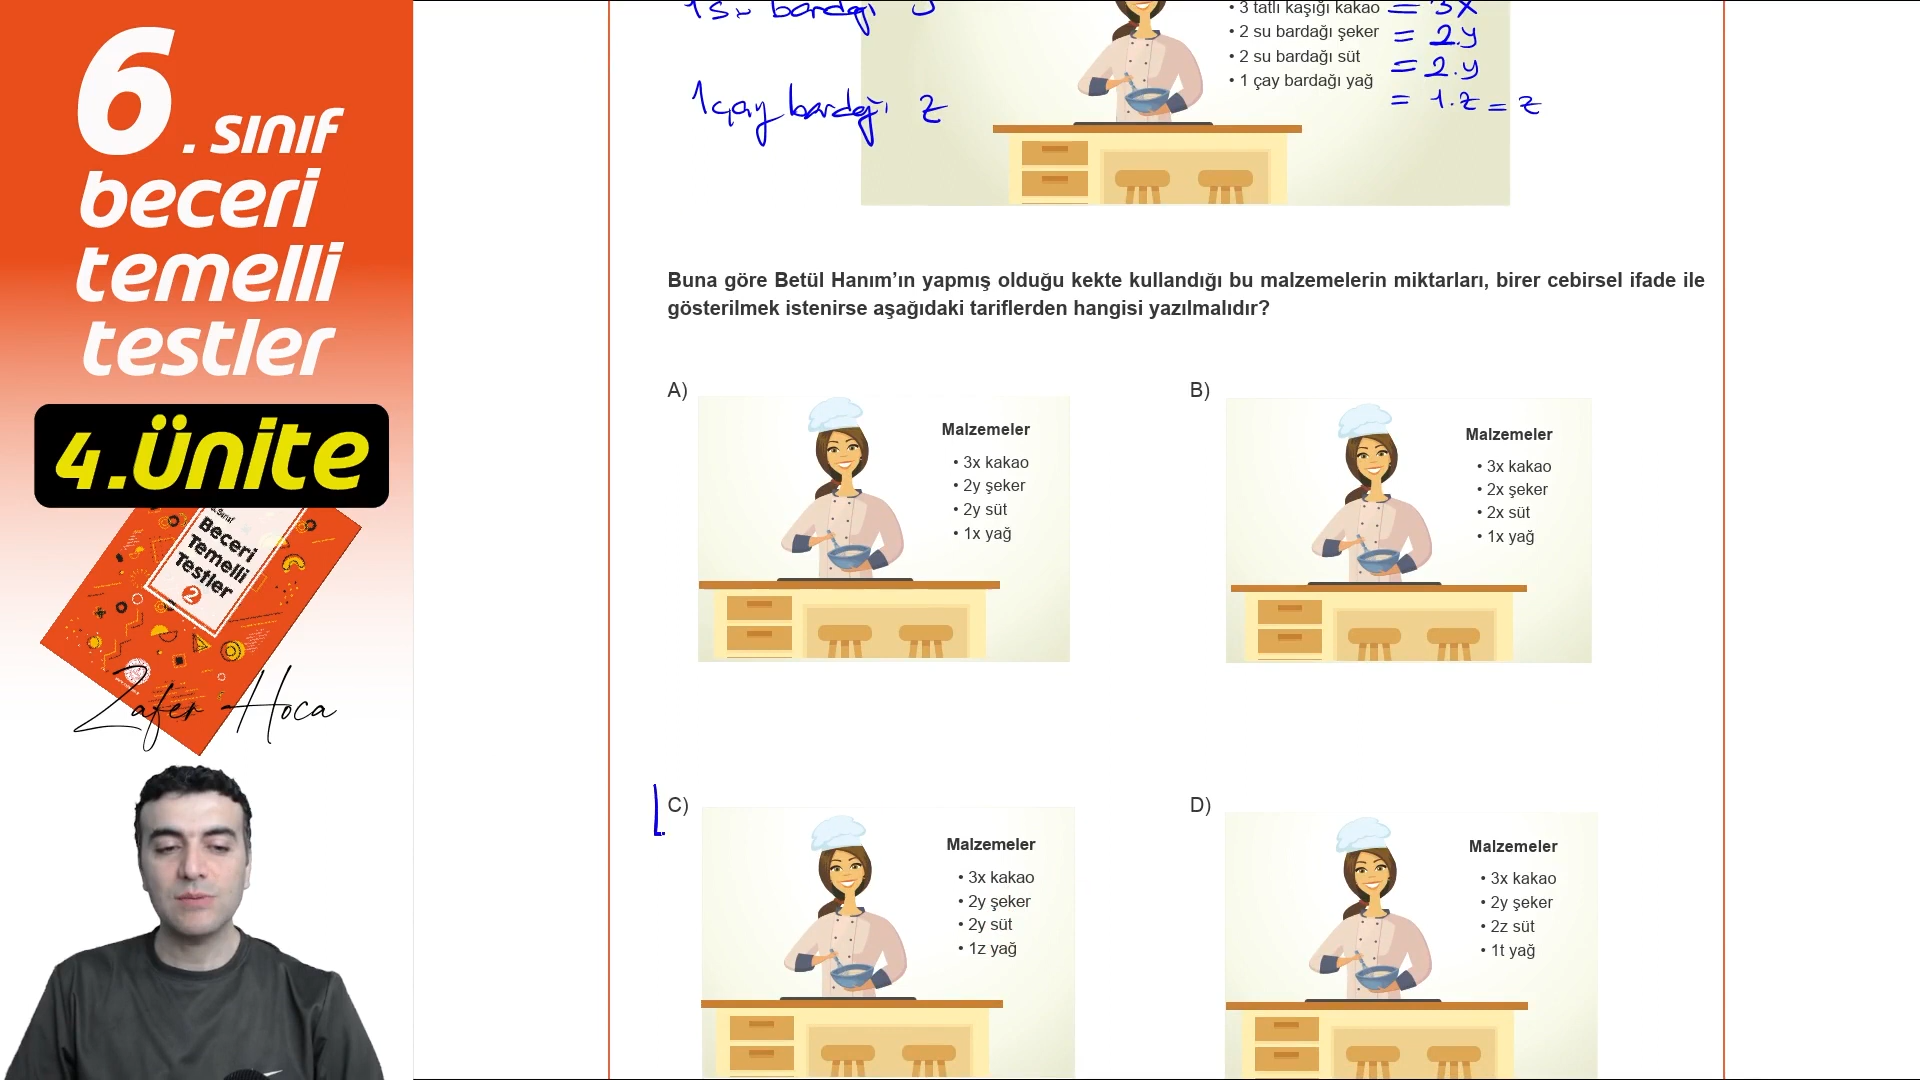 6. sınıf
beceri
temelli
testler
4.ünite
Beceri
Temelli
Testler
2
Zafer Hoca
1 su bardağı y
1 çay bardağı z
• 3 tatlı kaşığı kakao = 3x
• 2 su bardağı şeker = 2.y
• 2 su bardağı süt = 2.y
• 1 çay bardağı yağ = 1.z = z
Buna göre Betül Hanım’ın yapmış olduğu kekte kullandığı bu malzemelerin miktarları, birer cebirsel ifade ile
gösterilmek istenirse aşağıdaki tariflerden hangisi yazılmalıdır?
A)
Malzemeler
• 3x kakao
• 2y şeker
• 2y süt
• 1x yağ
B)
Malzemeler
• 3x kakao
• 2x şeker
• 2x süt
• 1x yağ
C)
Malzemeler
• 3x kakao
• 2y şeker
• 2y süt
• 1z yağ
D)
Malzemeler
• 3x kakao
• 2y şeker
• 2z süt
• 1t yağ